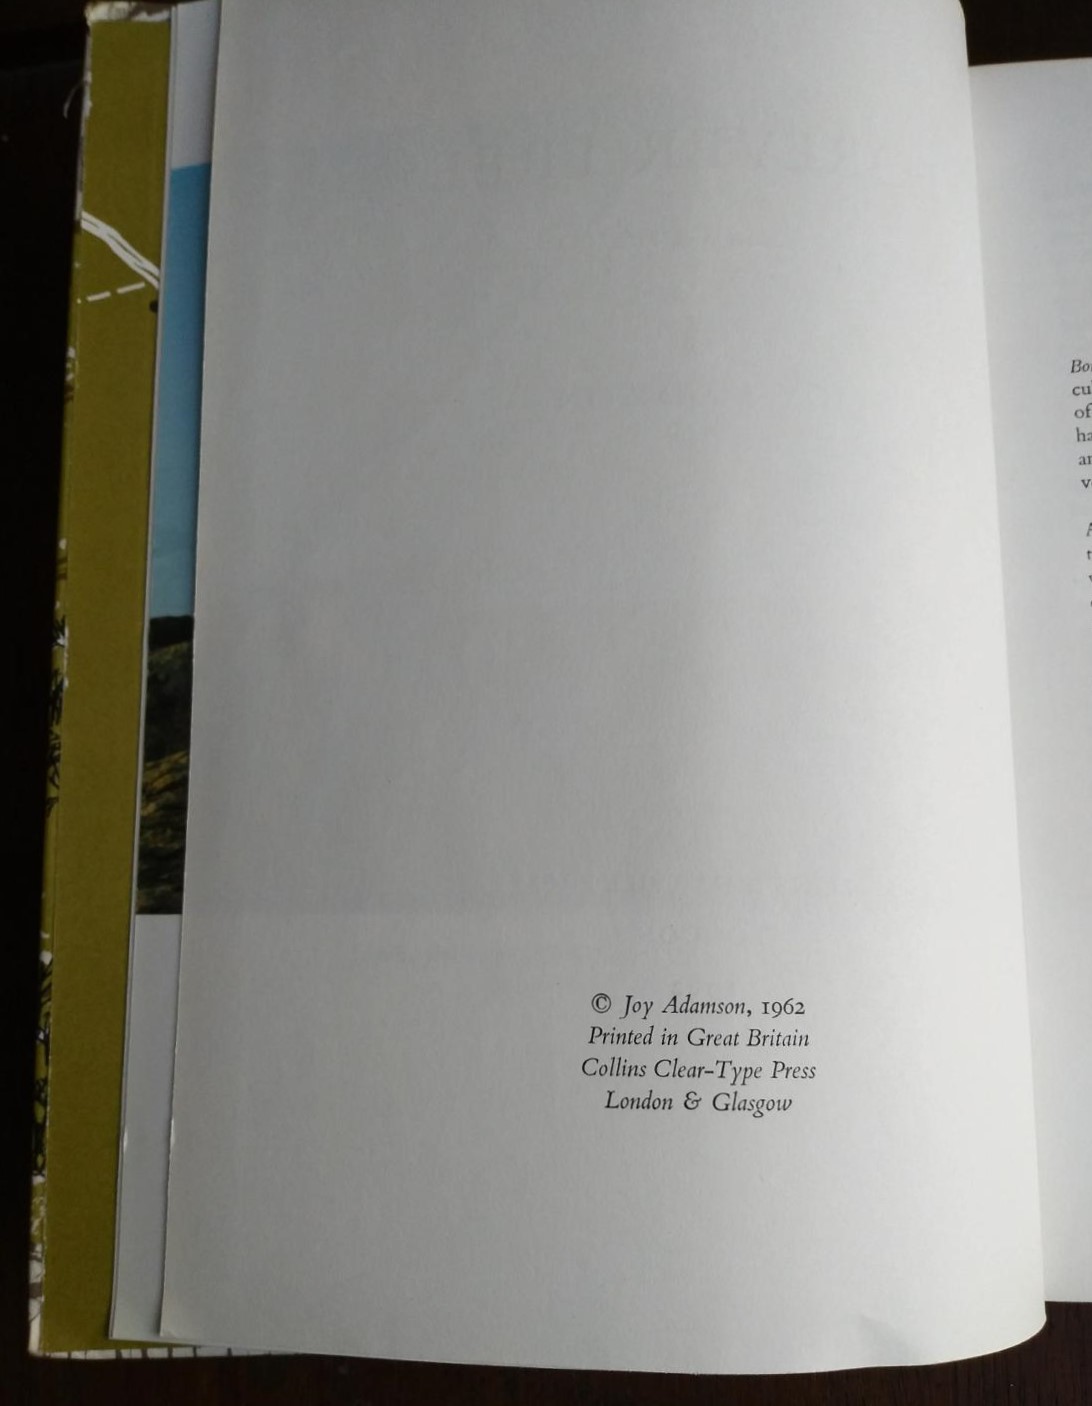 © Joy Adamson, 1962
Printed in Great Britain
Collins Clear-Type Press
London & Glasgow